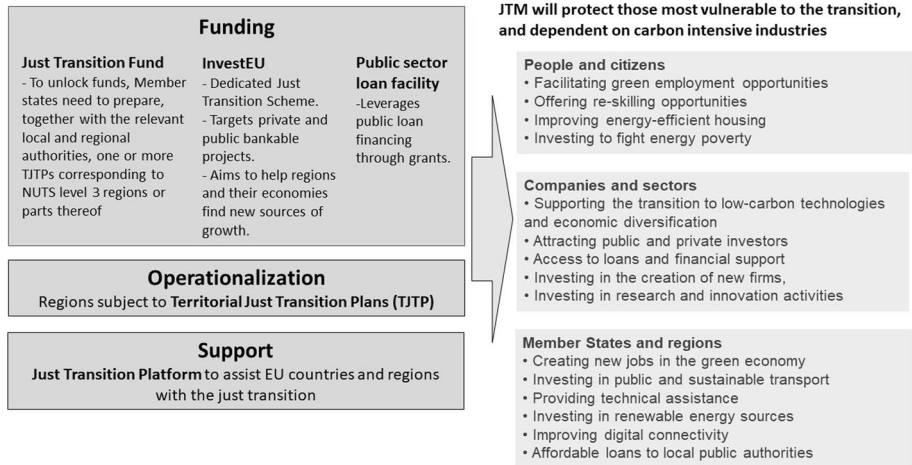 Funding
Just Transition Fund
- To unlock funds, Member
states need to prepare,
together with the relevant
local and regional
authorities, one or more
TJTPs corresponding to
NUTS level 3 regions or
parts thereof
InvestEU
- Dedicated Just
Transition Scheme.
- Targets private and
public bankable
projects.
- Aims to help regions
and their economies
find new sources of
growth.
Public sector
loan facility
-Leverages
public loan
financing
through grants.
Operationalization
Regions subject to Territorial Just Transition Plans (TJTP)
Support
Just Transition Platform to assist EU countries and regions
with the just transition
JTM will protect those most vulnerable to the transition,
and dependent on carbon intensive industries
People and citizens
• Facilitating green employment opportunities
• Offering re-skilling opportunities
• Improving energy-efficient housing
• Investing to fight energy poverty
Companies and sectors
• Supporting the transition to low-carbon technologies
and economic diversification
• Attracting public and private investors
• Access to loans and financial support
• Investing in the creation of new firms,
• Investing in research and innovation activities
Member States and regions
• Creating new jobs in the green economy
• Investing in public and sustainable transport
• Providing technical assistance
• Investing in renewable energy sources
• Improving digital connectivity
• Affordable loans to local public authorities